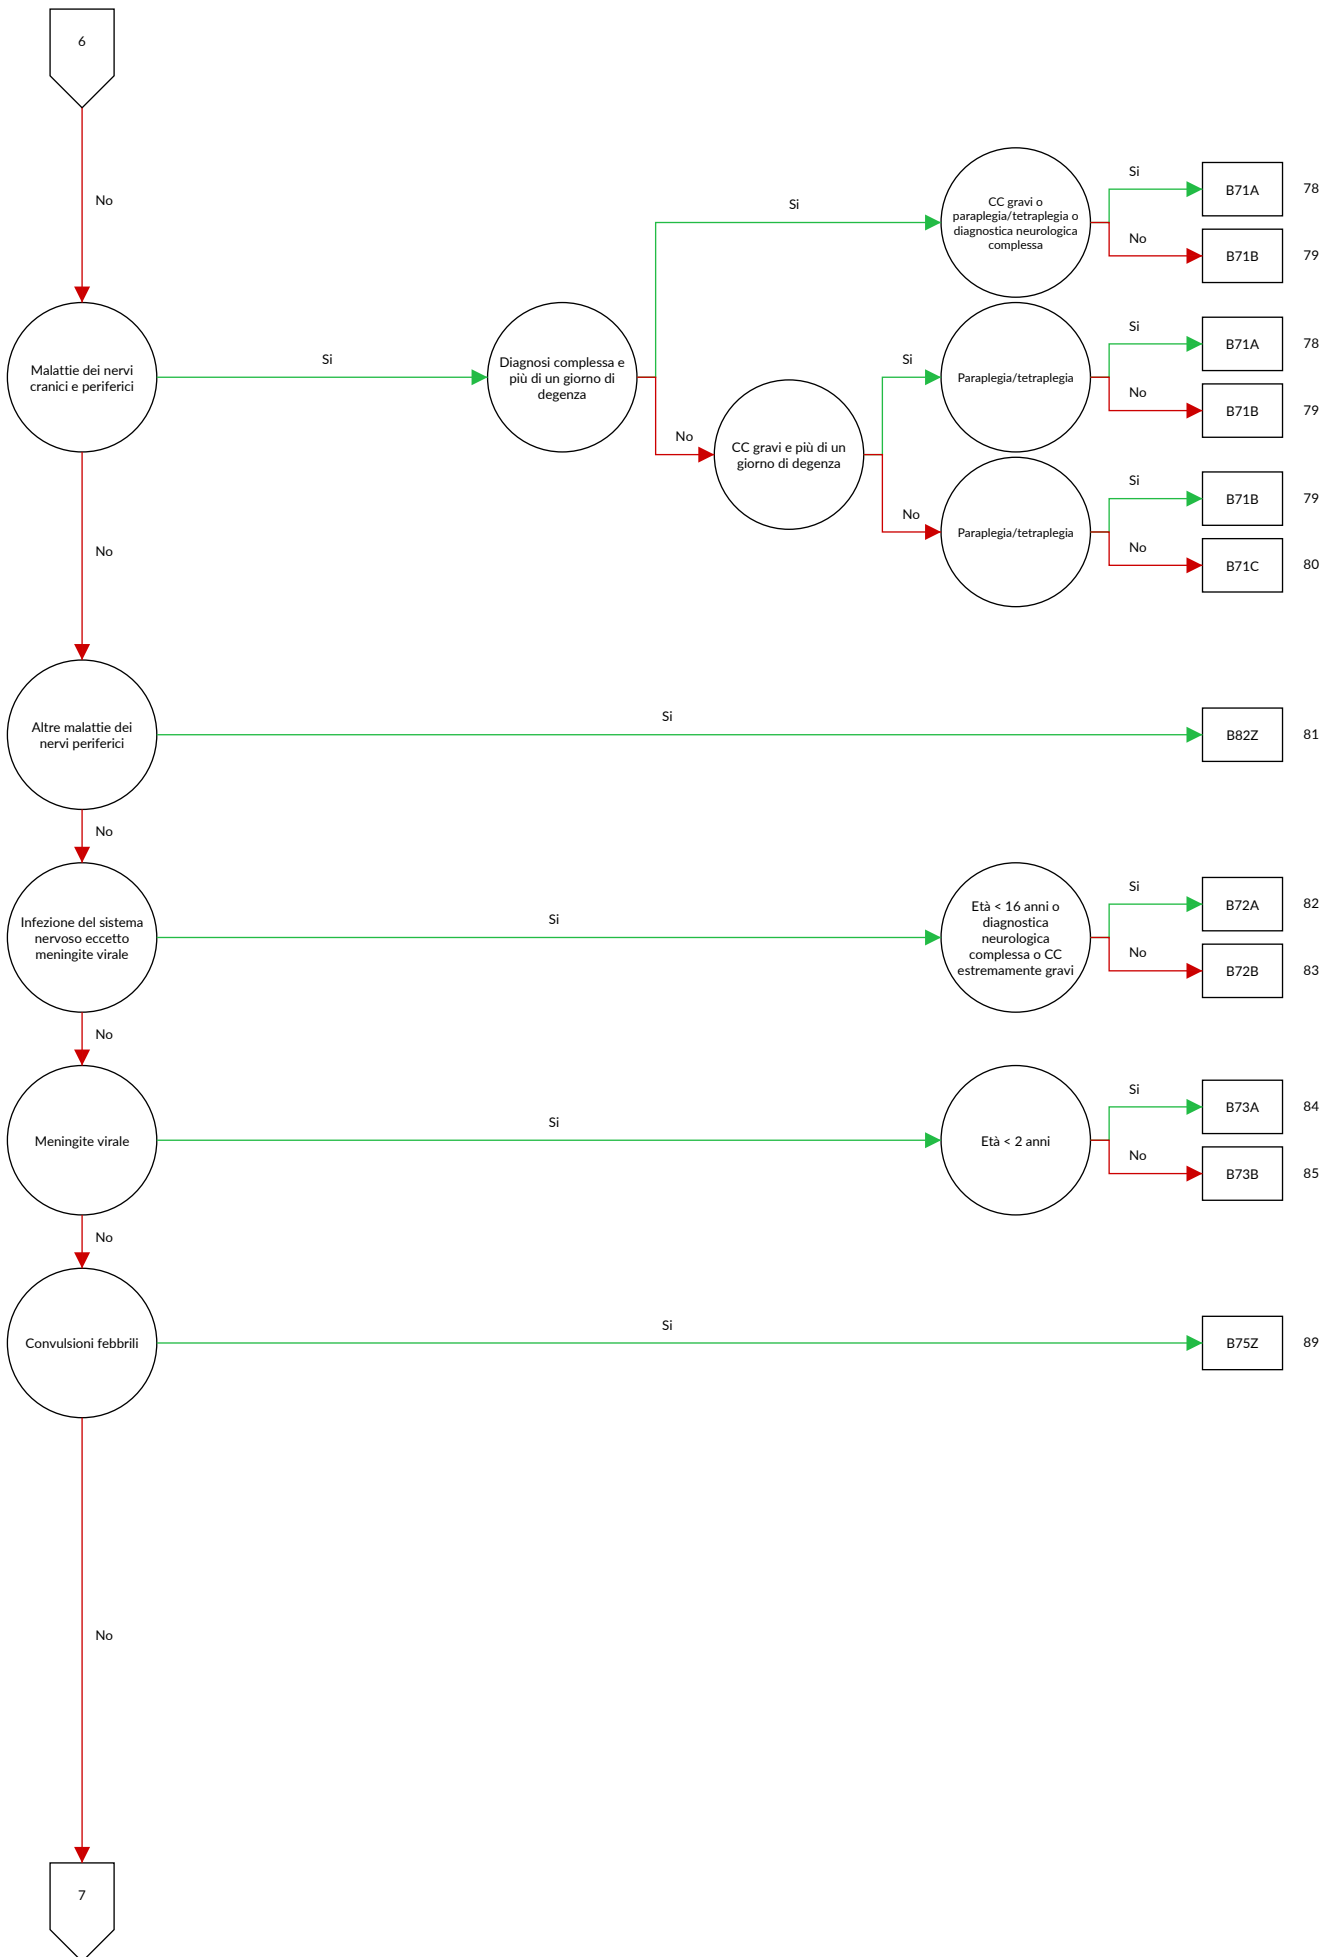 6
No
Malattie dei nervi
cranici e periferici
Si
Diagnosi complessa e
più di un giorno di
degenza
Si
CC gravi o
paraplegia/tetraplegia o
diagnostica neurologica
complessa
Si
B71A
78
No
B71B
79
No
CC gravi e più di un
giorno di degenza
Si
Paraplegia/tetraplegia
Si
B71A
78
No
B71B
79
No
Paraplegia/tetraplegia
Si
B71B
79
No
B71C
80
No
Altre malattie dei
nervi periferici
Si
B82Z
81
No
Infezione del sistema
nervoso eccetto
meningite virale
Si
Età < 16 anni o
diagnostica
neurologica
complessa o CC
estremamente gravi
Si
B72A
82
No
B72B
83
No
Meningite virale
Si
Età < 2 anni
Si
B73A
84
No
B73B
85
No
Convulsioni febbrili
Si
B75Z
89
No
7